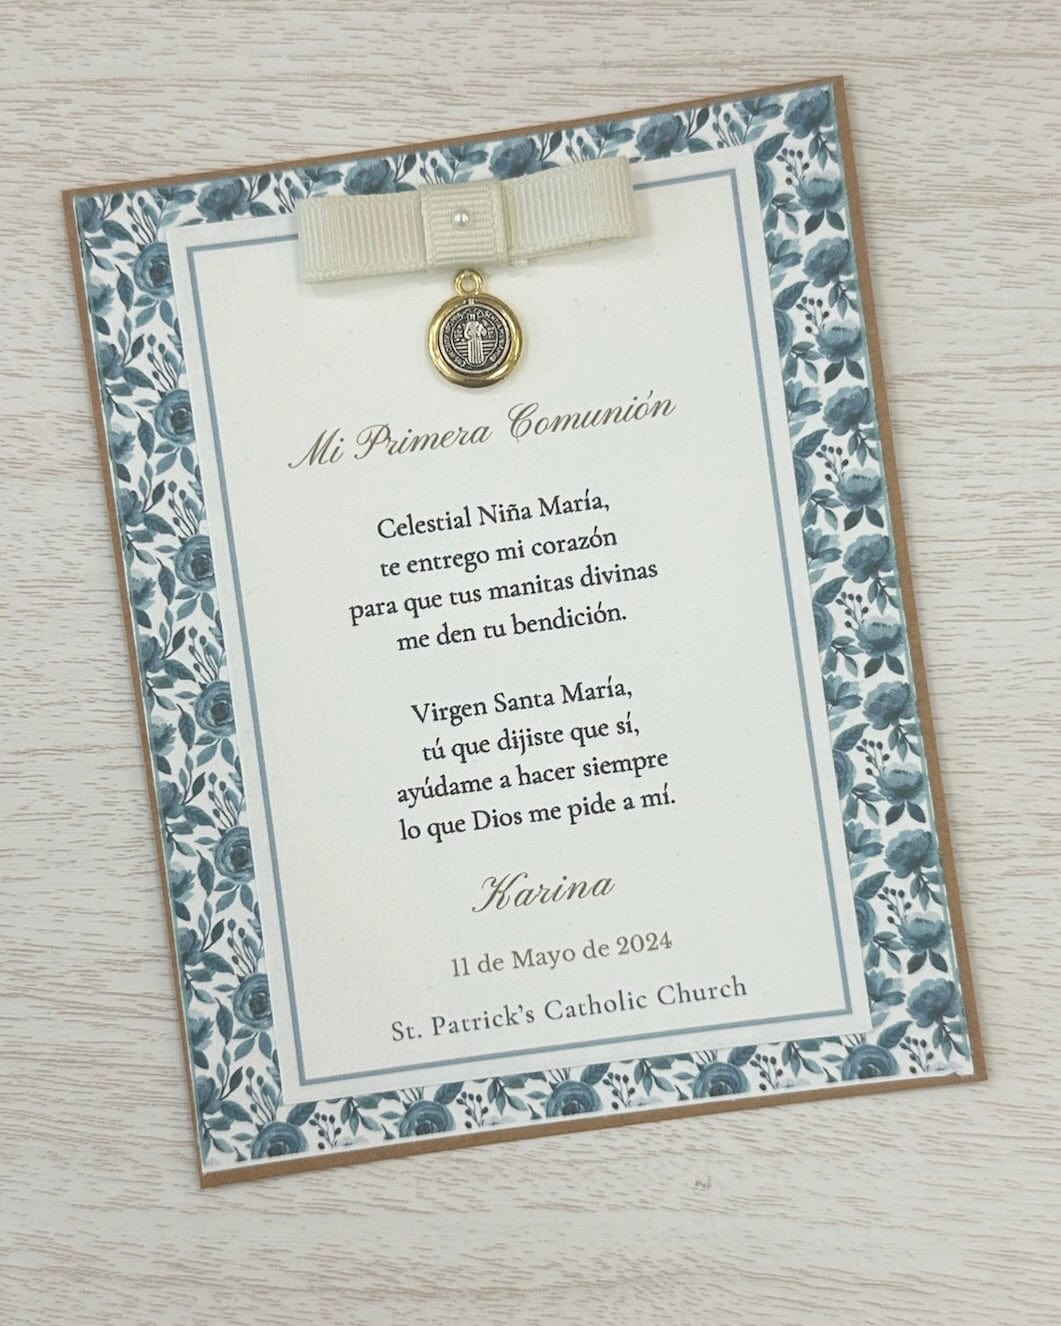 Mi Primera Comunión
Celestial Niña María,
te entrego mi corazón
para que tus manitas divinas
me den tu bendición.
Virgen Santa María,
tú que dijiste que sí,
ayúdame a hacer siempre
lo que Dios me pide a mí.
Karina
11 de Mayo de 2024
St. Patrick's Catholic Church